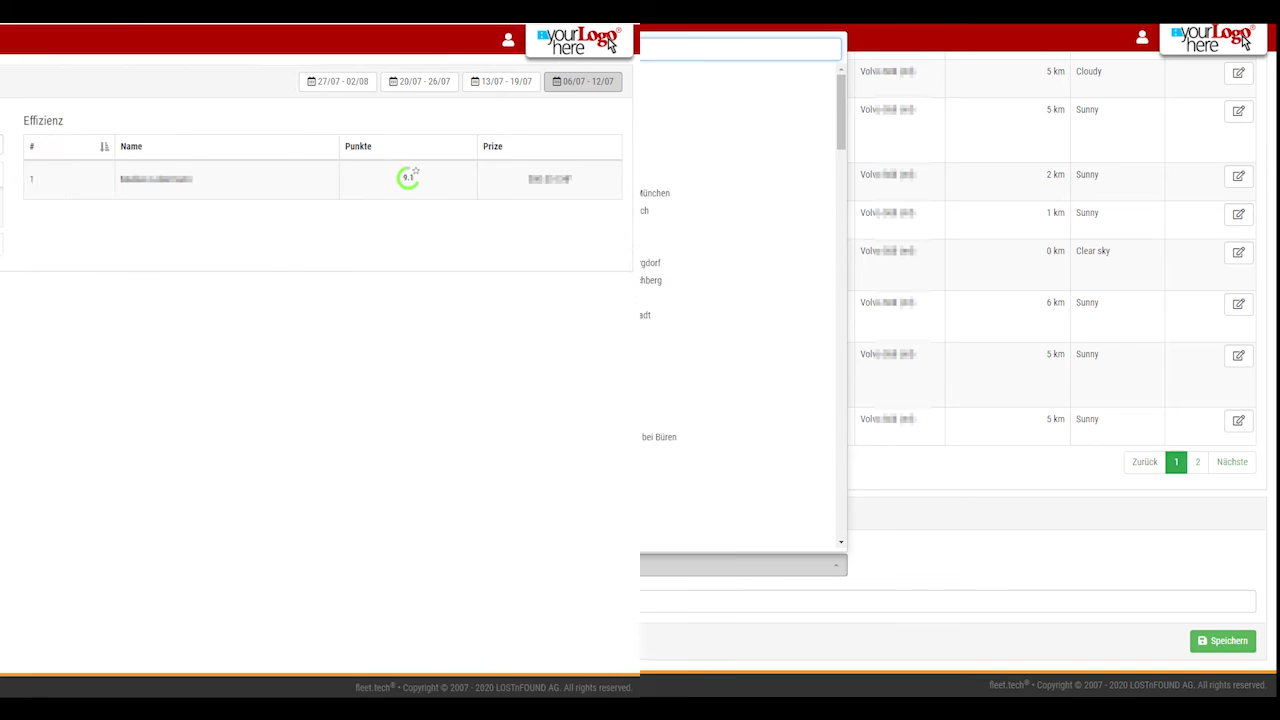 yourLogo®
here
27/07 - 02/08
20/07 - 26/07
13/07 - 19/07
06/07 - 12/07
Effizienz
# Name Punkte Prize
1 9.1
fleet.tech® • Copyright © 2007 - 2020 LOSTnFOUND AG. All rights reserved.
yourLogo®
here
5 km Cloudy
5 km Sunny
2 km Sunny
1 km Sunny
0 km Clear sky
6 km Sunny
5 km Sunny
5 km Sunny
München
ch
rgdorf
hberg
adt
bei Büren
Zurück 1 2 Nächste
Speichern
fleet.tech® • Copyright © 2007 - 2020 LOSTnFOUND AG. All rights reserved.